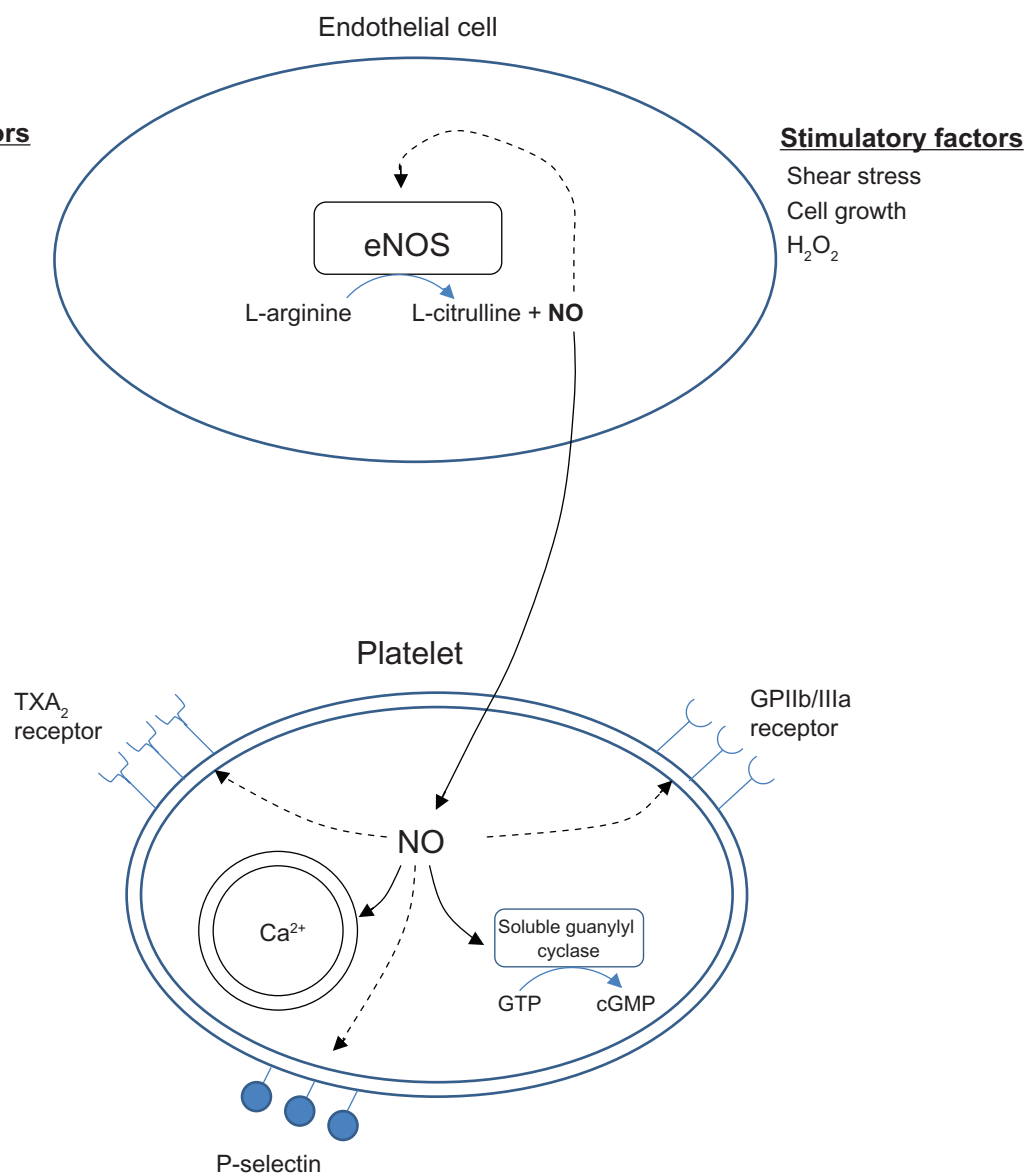 Endothelial cell
ors
Stimulatory factors
Shear stress
Cell growth
H₂O₂
eNOS
L-arginine
L-citrulline + NO
Platelet
TXA₂
receptor
GPIIb/IIIa
receptor
NO
Ca²⁺
Soluble guanylyl
cyclase
GTP
cGMP
P-selectin